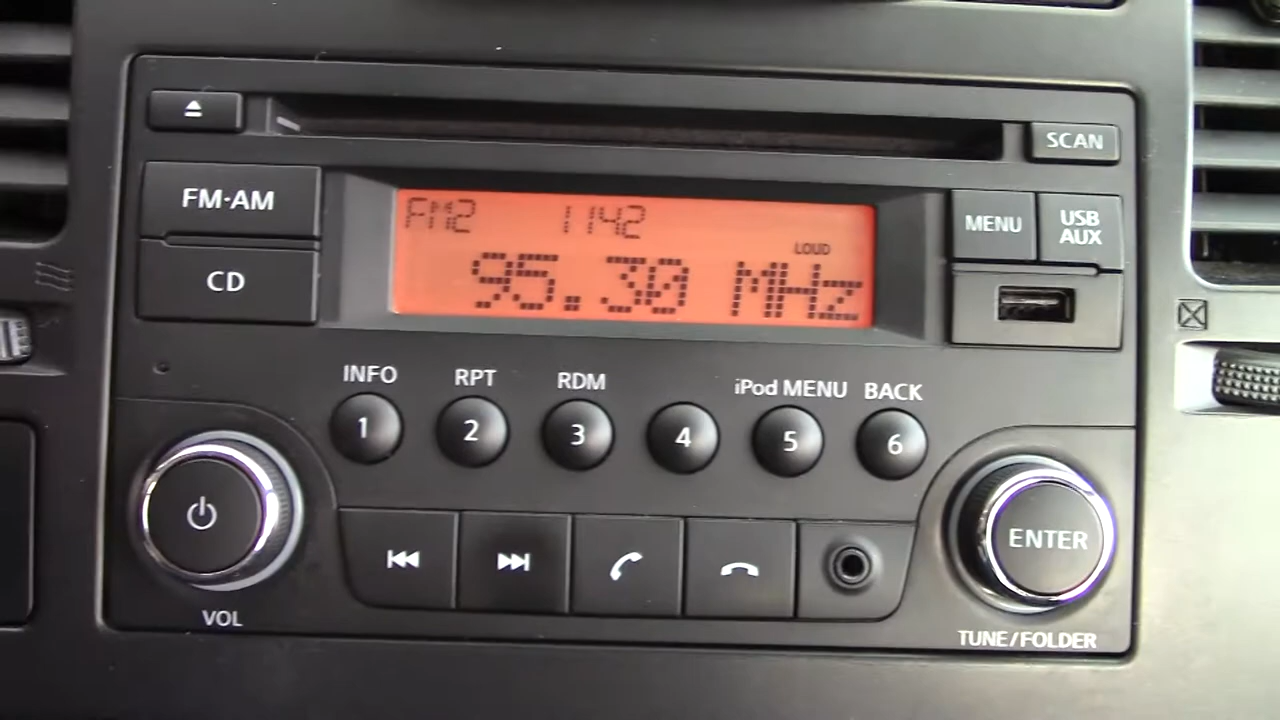 SCAN
FM·AM
CD
FM2 1142
LOUD
95.30 MHz
MENU
USB
AUX
INFO RPT RDM iPod MENU BACK
1 2 3 4 5 6
VOL
ENTER
TUNE/FOLDER